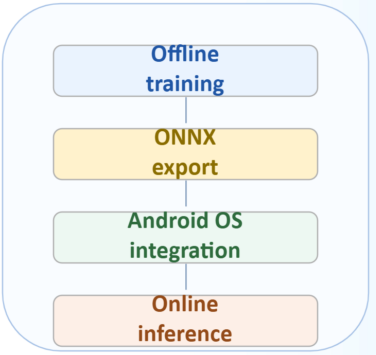 Offline
training
ONNX
export
Android OS
integration
Online
inference